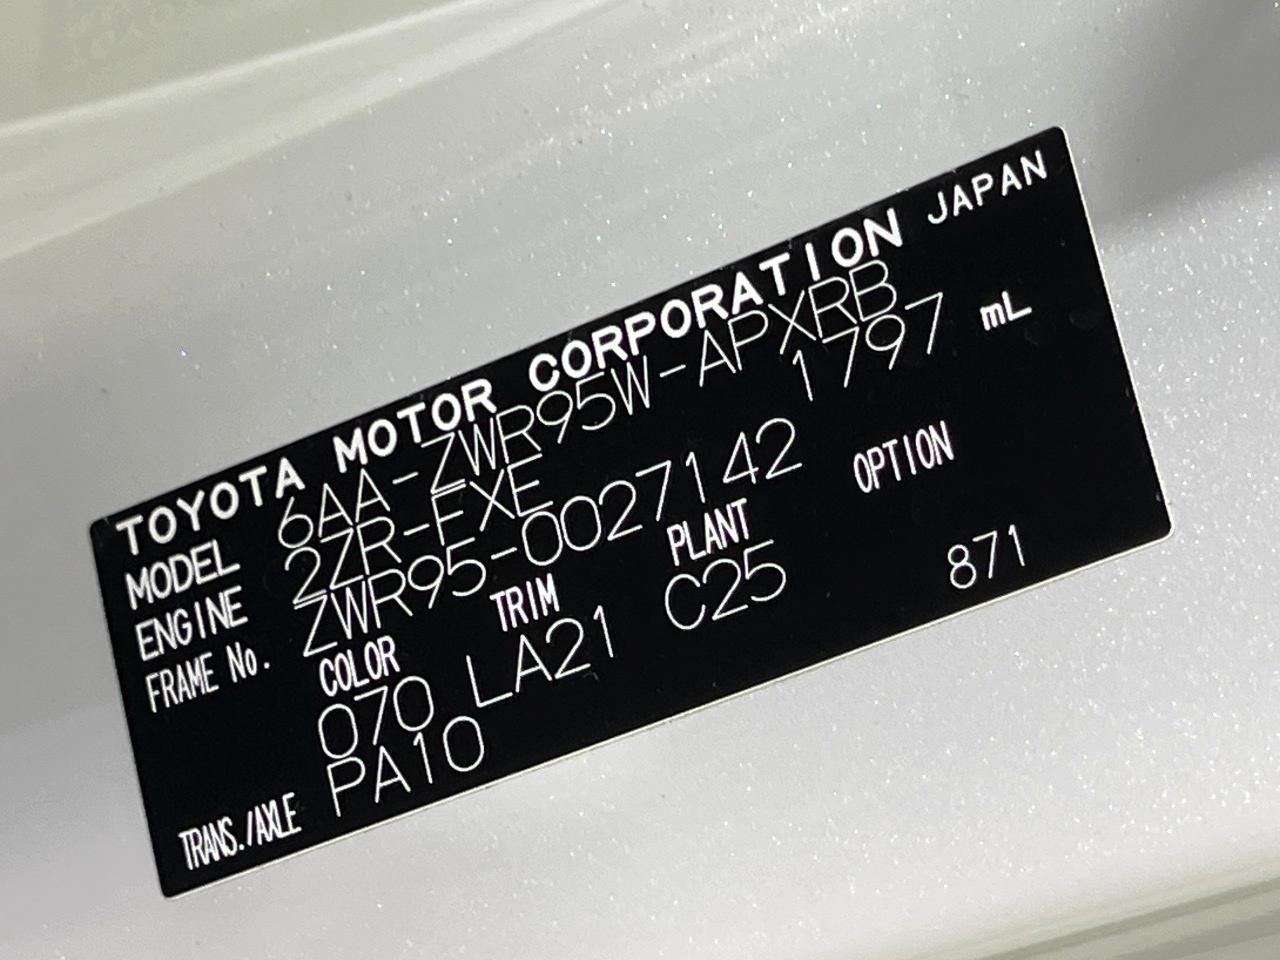 TOYOTA MOTOR CORPORATION JAPAN
MODEL 6AA-ZWR95W-APXRB
ENGINE 2ZR-FXE 1797 mL
FRAME No. ZWR95-0027142
COLOR TRIM PLANT OPTION
070 LA21 C25 871
TRANS./AXLE PA10